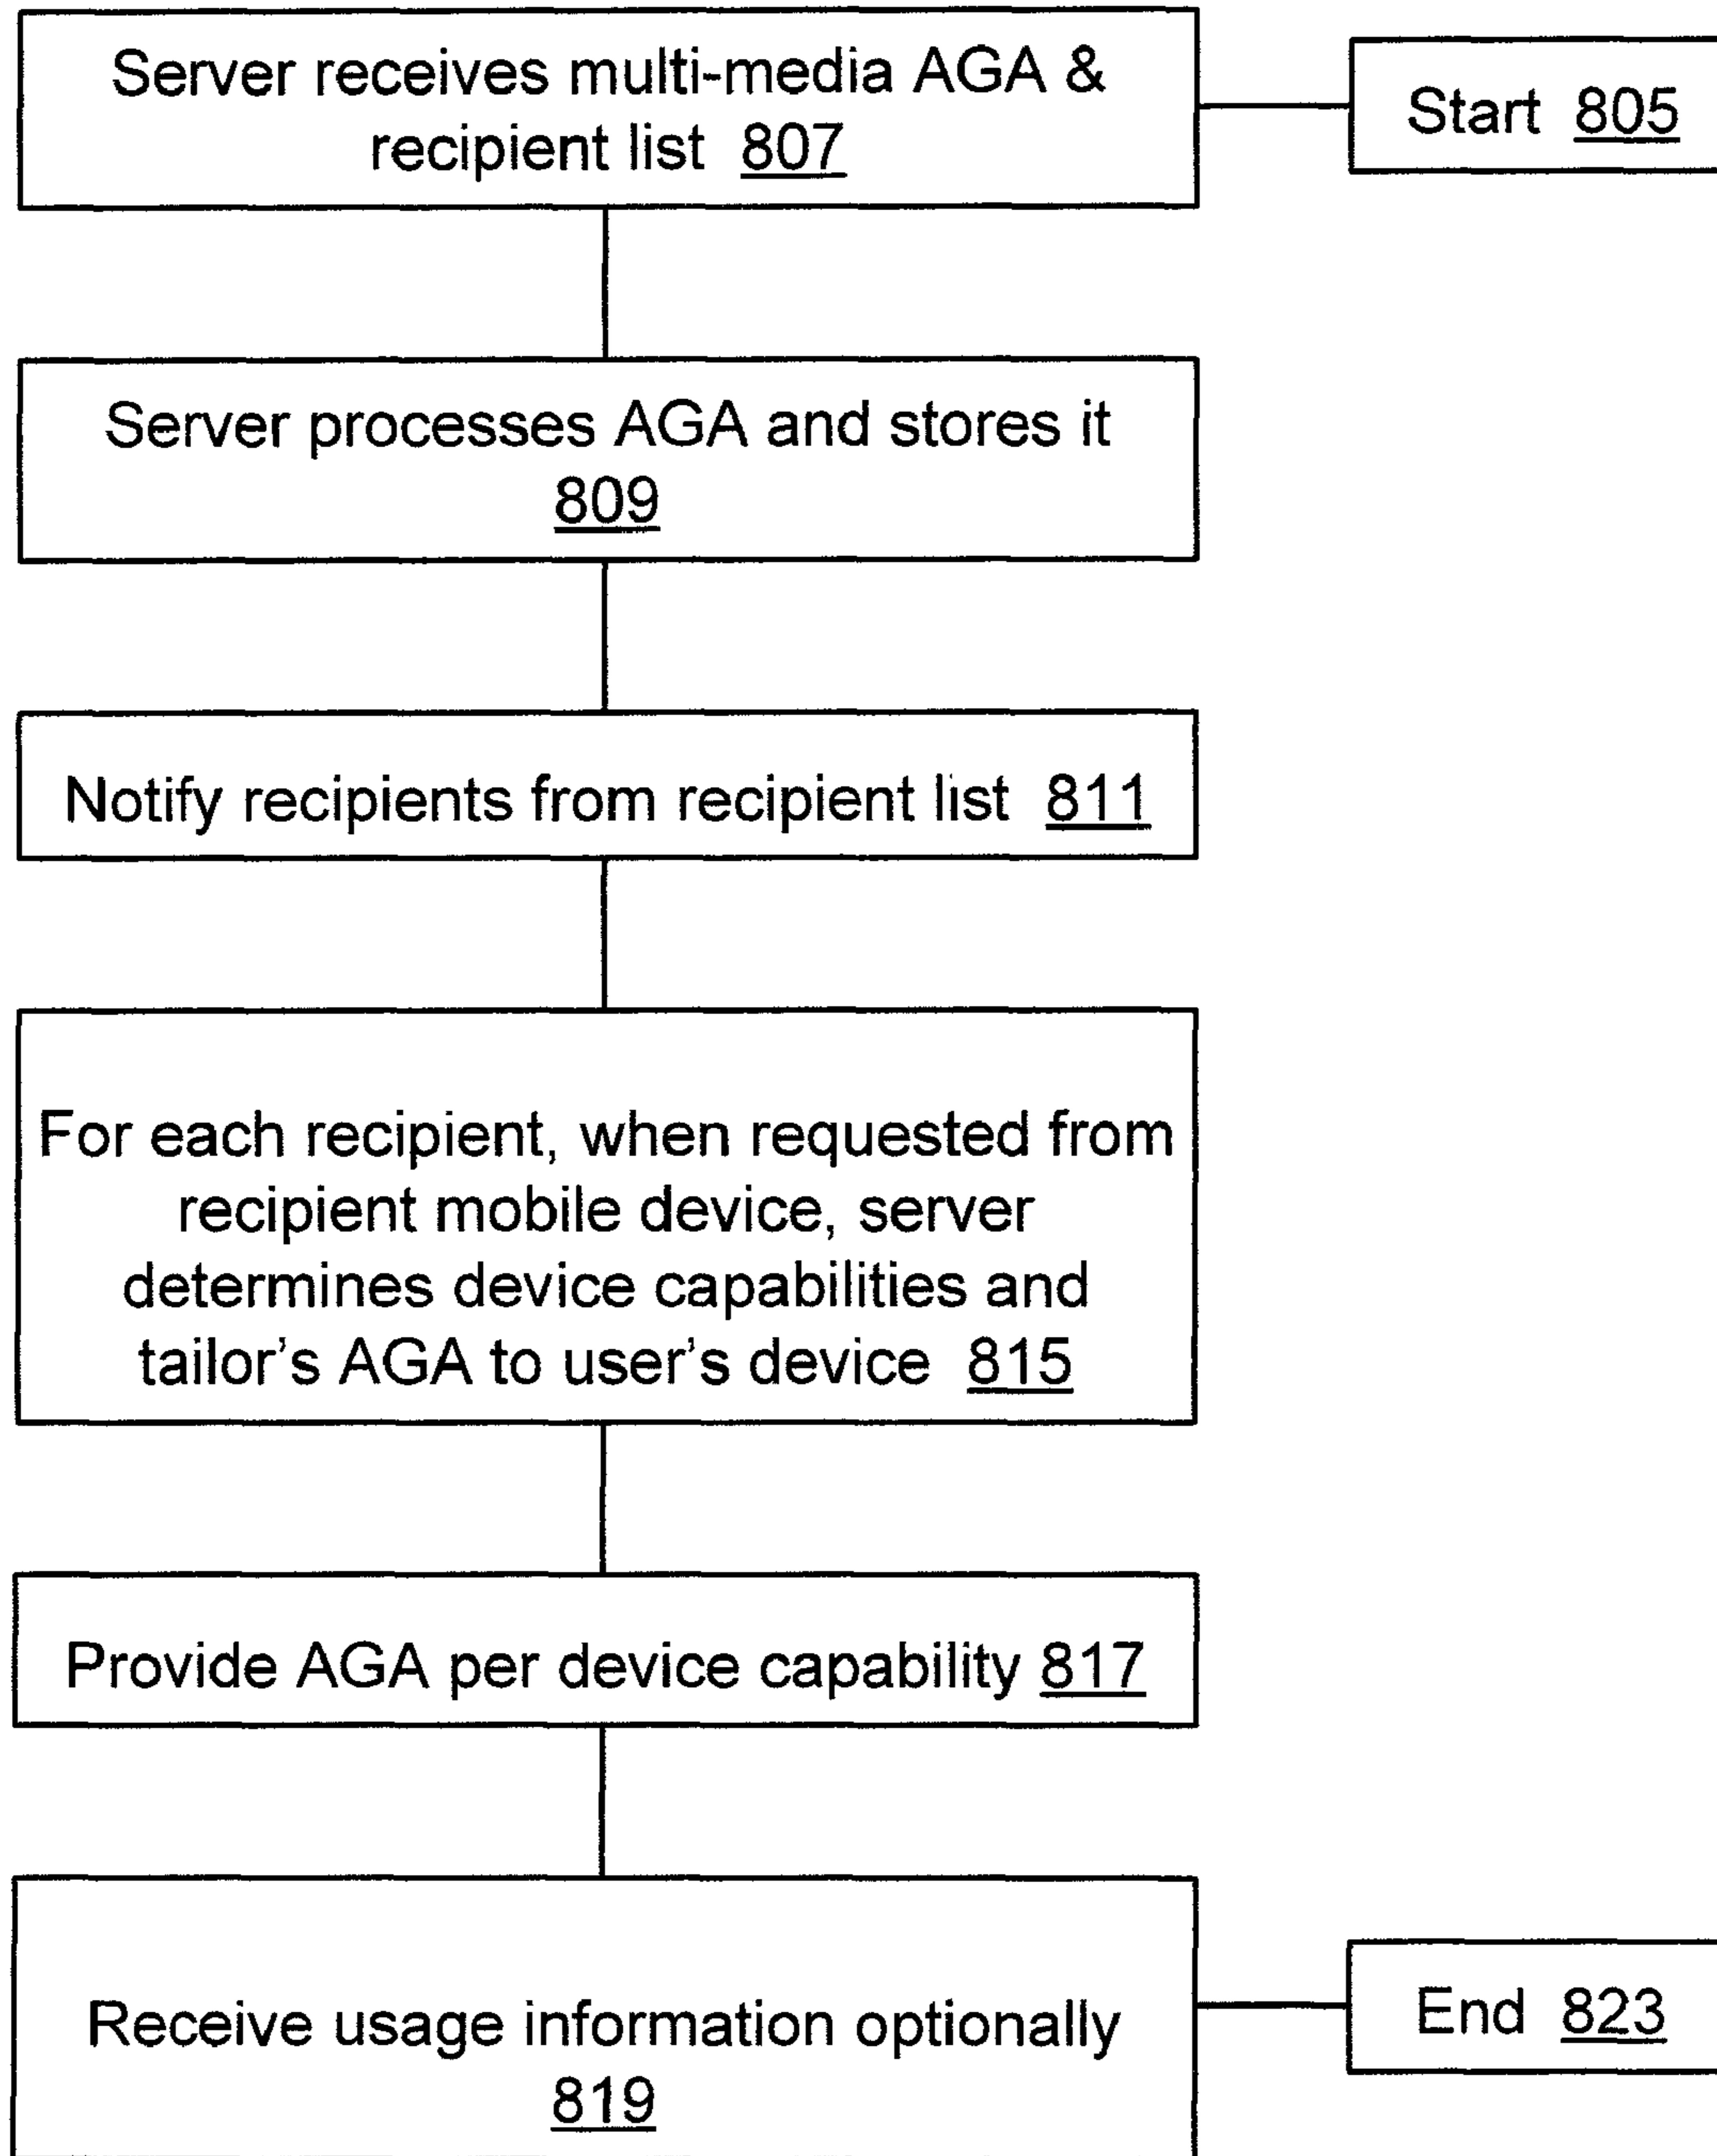 Server receives multi-media AGA &
recipient list 807
Start 805
Server processes AGA and stores it
809
Notify recipients from recipient list 811
For each recipient, when requested from
recipient mobile device, server
determines device capabilities and
tailor's AGA to user's device 815
Provide AGA per device capability 817
Receive usage information optionally
819
End 823